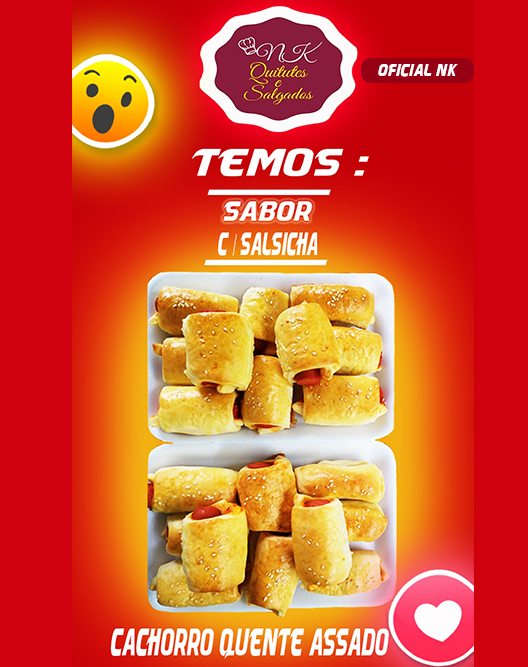 NK
Quitutes
e
Salgados
OFICIAL NK
TEMOS :
SABOR
C | SALSICHA
CACHORRO QUENTE ASSADO